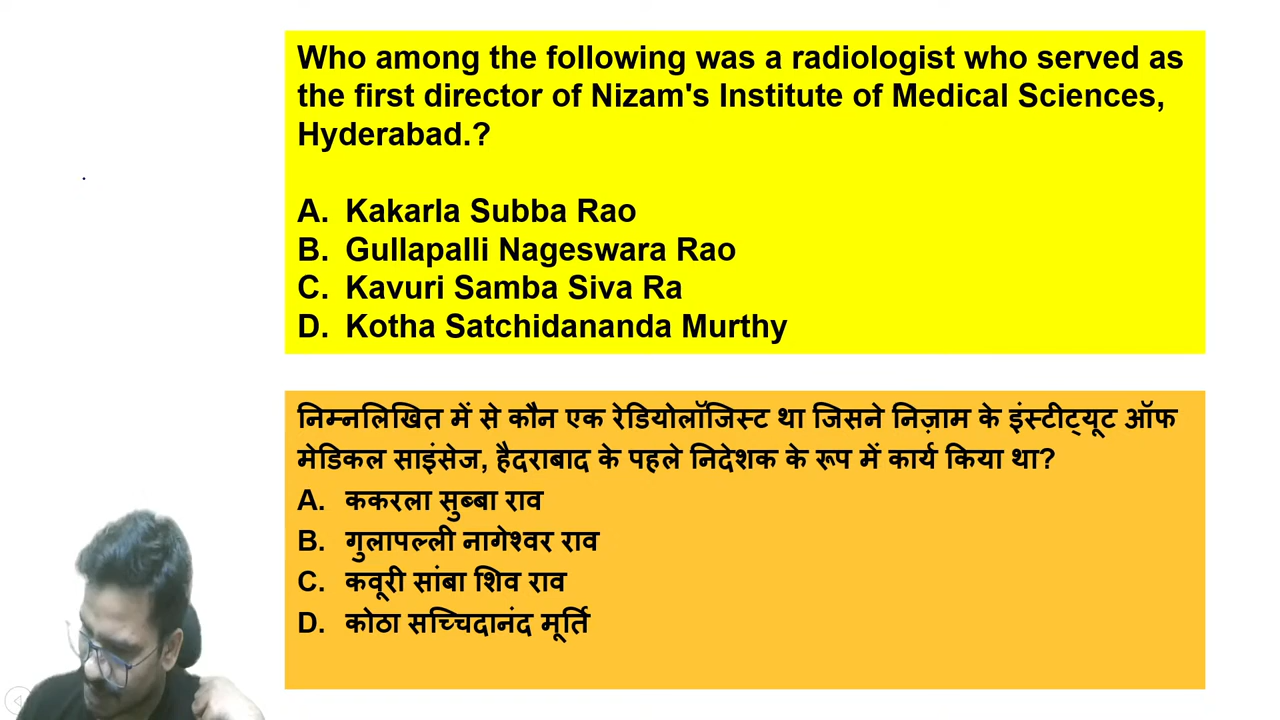 Who among the following was a radiologist who served as
the first director of Nizam's Institute of Medical Sciences,
Hyderabad.?
A. Kakarla Subba Rao
B. Gullapalli Nageswara Rao
C. Kavuri Samba Siva Ra
D. Kotha Satchidananda Murthy
निम्नलिखित में से कौन एक रेडियोलॉजिस्ट था जिसने निज़ाम के इंस्टीट्यूट ऑफ
मेडिकल साइंसेज, हैदराबाद के पहले निदेशक के रूप में कार्य किया था?
A. ककरला सुब्बा राव
B. गुलापल्ली नागेश्वर राव
C. कवूरी सांबा शिव राव
D. कोठा सच्चिदानंद मूर्ति